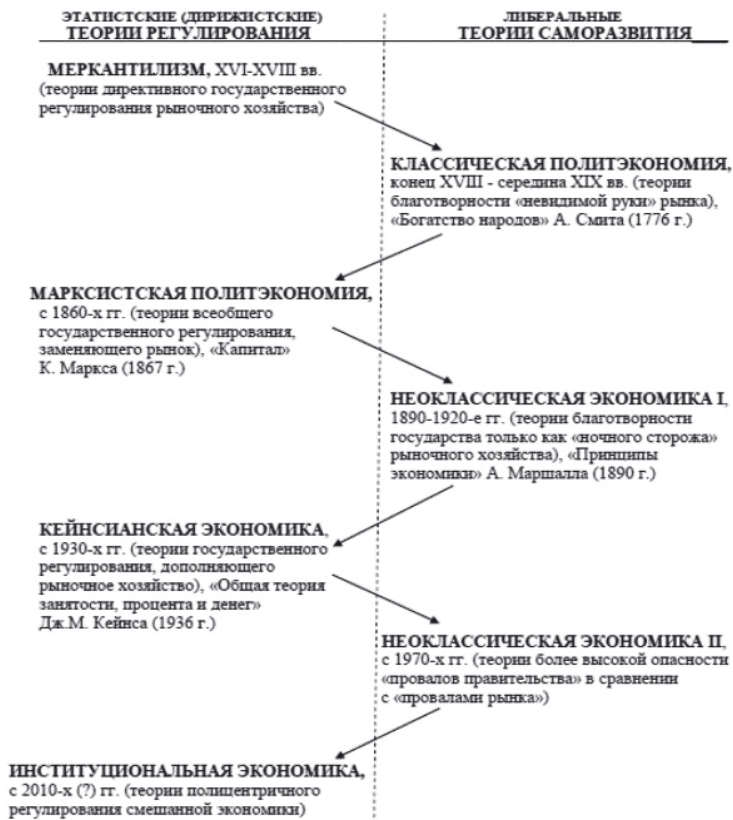 ЭТАТИСТСКИЕ (ДИРИЖИСТСКИЕ)
ТЕОРИИ РЕГУЛИРОВАНИЯ
ЛИБЕРАЛЬНЫЕ
ТЕОРИИ САМОРАЗВИТИЯ
МЕРКАНТИЛИЗМ, XVI-XVIII вв.
(теории директивного государственного
регулирования рыночного хозяйства)
КЛАССИЧЕСКАЯ ПОЛИТЭКОНОМИЯ,
конец XVIII - середина XIX вв. (теории
благотворности «невидимой руки» рынка),
«Богатство народов» А. Смита (1776 г.)
МАРКСИСТСКАЯ ПОЛИТЭКОНОМИЯ,
с 1860-х гг. (теории всеобщего
государственного регулирования,
заменяющего рынок), «Капитал»
К. Маркса (1867 г.)
НЕОКЛАССИЧЕСКАЯ ЭКОНОМИКА I,
1890-1920-е гг. (теории благотворности
государства только как «ночного сторожа»
рыночного хозяйства), «Принципы
экономики» А. Маршалла (1890 г.)
КЕЙНСИАНСКАЯ ЭКОНОМИКА,
с 1930-х гг. (теории государственного
регулирования, дополняющего
рыночное хозяйство), «Общая теория
занятости, процента и денег»
Дж.М. Кейнса (1936 г.)
НЕОКЛАССИЧЕСКАЯ ЭКОНОМИКА II,
с 1970-х гг. (теории более высокой опасности
«провалов правительства» в сравнении
с «провалами рынка»)
ИНСТИТУЦИОНАЛЬНАЯ ЭКОНОМИКА,
с 2010-х (?) гг. (теории полицентричного
регулирования смешанной экономики)